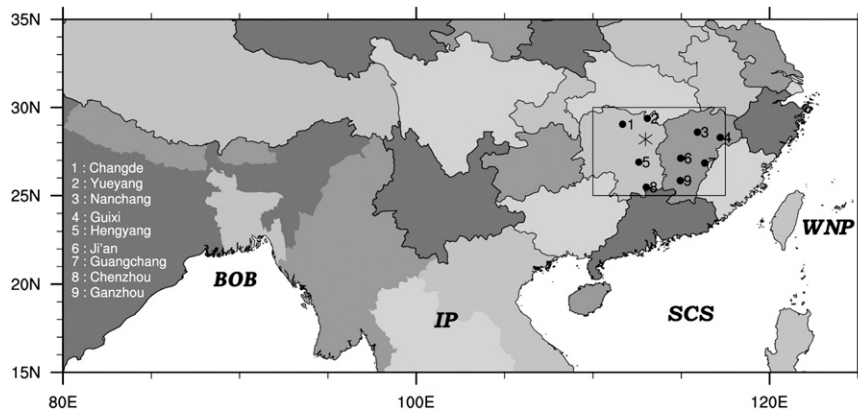 35N
30N
25N
20N
15N
80E
100E
120E
1 : Changde
2 : Yueyang
3 : Nanchang
4 : Guixi
5 : Hengyang
6 : Ji'an
7 : Guangchang
8 : Chenzhou
9 : Ganzhou
1
2
3
4
5
6
7
8
9
BOB
IP
SCS
WNP